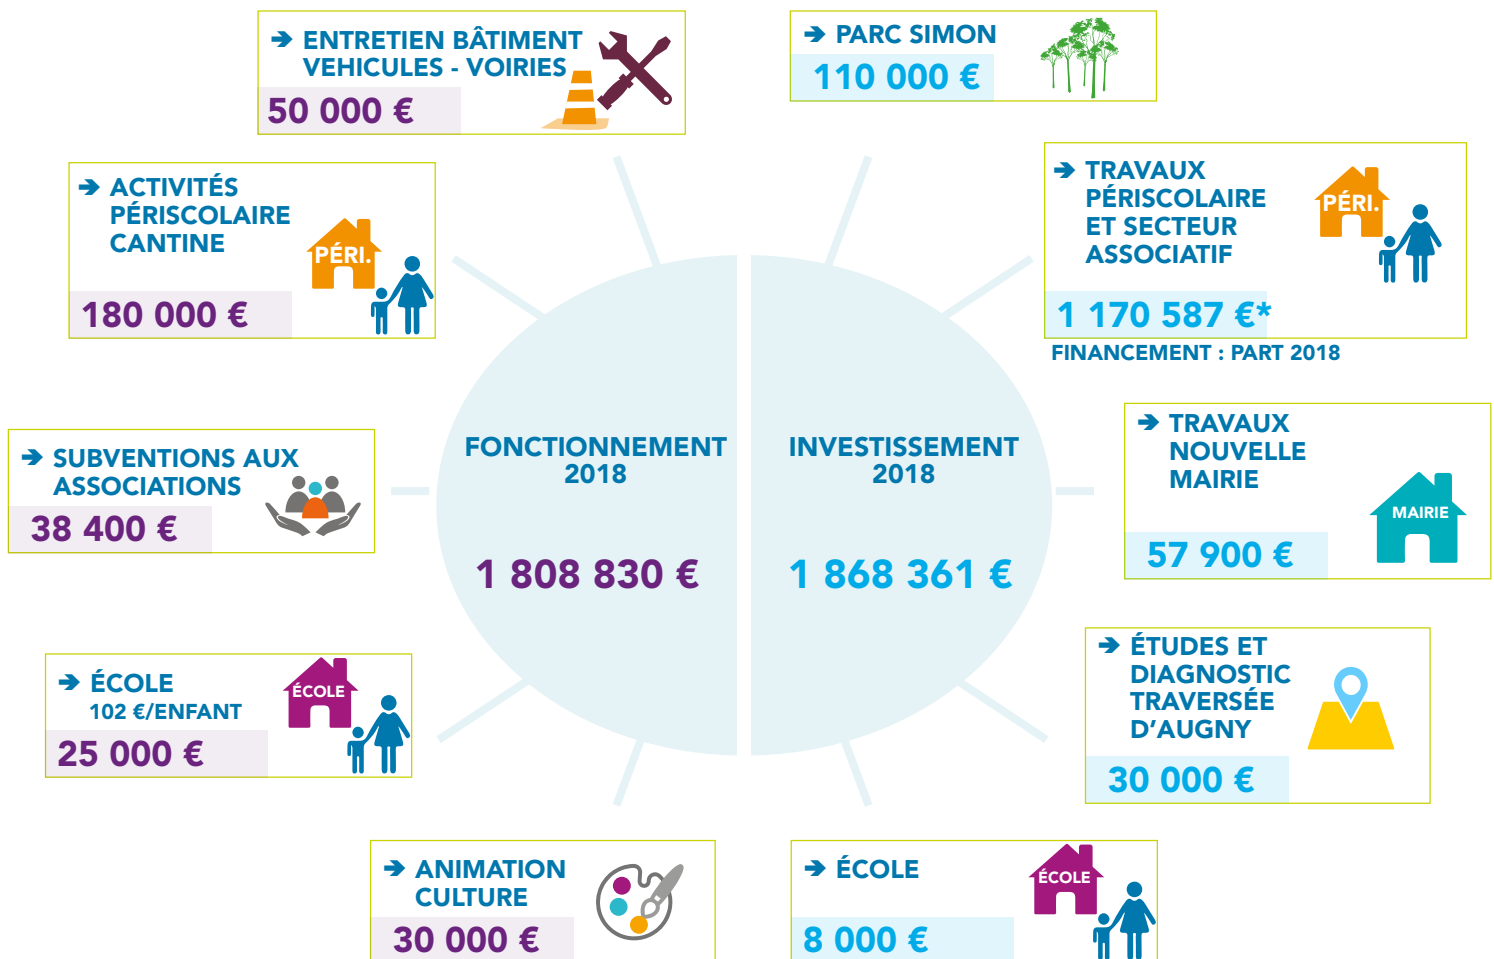 ➔ ENTRETIEN BÂTIMENT
VEHICULES - VOIRIES
50 000 €
➔ PARC SIMON
110 000 €
➔ ACTIVITÉS
PÉRISCOLAIRE
CANTINE
PÉRI.
180 000 €
➔ TRAVAUX
PÉRISCOLAIRE
ET SECTEUR
ASSOCIATIF
PÉRI.
1 170 587 €*
FINANCEMENT : PART 2018
➔ SUBVENTIONS AUX
ASSOCIATIONS
38 400 €
FONCTIONNEMENT
2018
1 808 830 €
INVESTISSEMENT
2018
1 868 361 €
➔ TRAVAUX
NOUVELLE
MAIRIE
MAIRIE
57 900 €
➔ ÉCOLE
102 €/ENFANT
ÉCOLE
25 000 €
➔ ÉTUDES ET
DIAGNOSTIC
TRAVERSÉE
D'AUGNY
30 000 €
➔ ANIMATION
CULTURE
30 000 €
➔ ÉCOLE
ÉCOLE
8 000 €